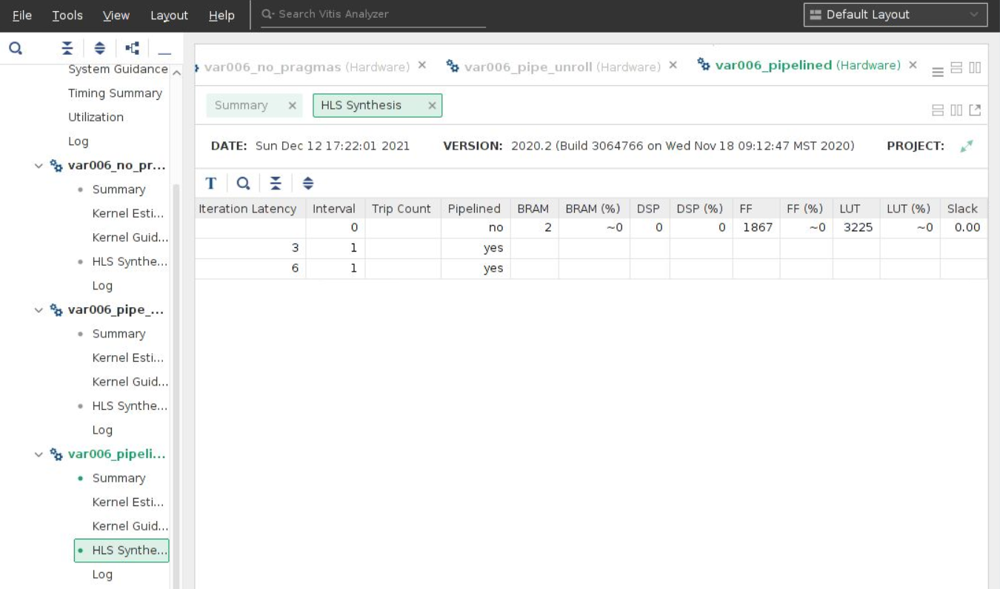 File Tools View Layout Help Search Vitis Analyzer Default Layout
System Guidance
Timing Summary
Utilization
Log
var006_no_pr...
Summary
Kernel Esti...
Kernel Guid...
HLS Synthe...
Log
var006_pipe_...
Summary
Kernel Esti...
Kernel Guid...
HLS Synthe...
Log
var006_pipeli...
Summary
Kernel Esti...
Kernel Guid...
HLS Synthe...
Log
var006_no_pragmas (Hardware) var006_pipe_unroll (Hardware) var006_pipelined (Hardware)
Summary HLS Synthesis
DATE: Sun Dec 12 17:22:01 2021 VERSION: 2020.2 (Build 3064766 on Wed Nov 18 09:12:47 MST 2020) PROJECT:
T
Iteration Latency Interval Trip Count Pipelined BRAM BRAM (%) DSP DSP (%) FF FF (%) LUT LUT (%) Slack
0 no 2 ~0 0 0 1867 ~0 3225 ~0 0.00
3 1 yes
6 1 yes